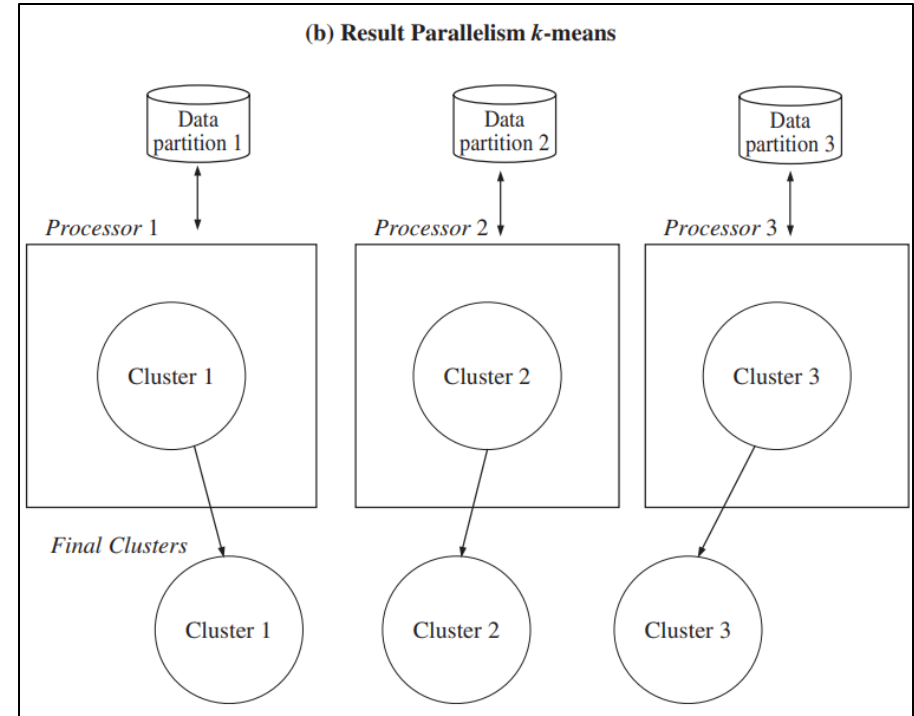 (b) Result Parallelism k-means
Data
partition 1
Data
partition 2
Data
partition 3
Processor 1
Processor 2
Processor 3
Cluster 1
Cluster 2
Cluster 3
Final Clusters
Cluster 1
Cluster 2
Cluster 3